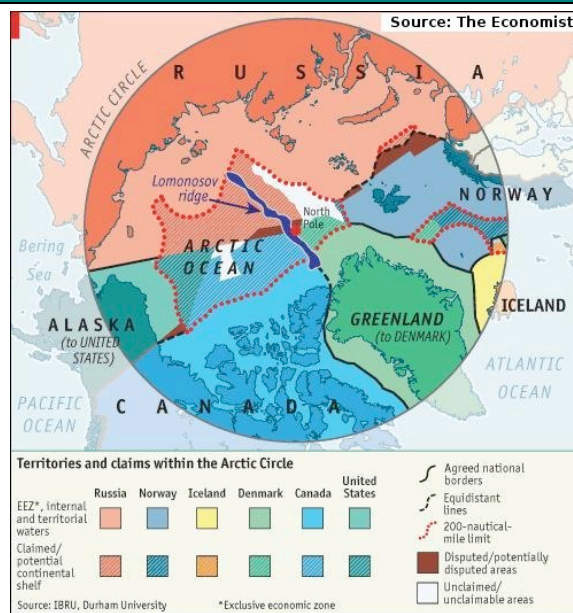 Source: The Economist
R U S S I A
ARCTIC CIRCLE
Lomonosov
ridge
North
Pole
NORWAY
Bering
Sea
ARCTIC
OCEAN
ALASKA
(to UNITED
STATES)
GREENLAND
(to DENMARK)
ICELAND
ATLANTIC
OCEAN
PACIFIC
OCEAN
C A N A D A
Territories and claims within the Arctic Circle
Russia Norway Iceland Denmark Canada United
States
EEZ*, internal
and territorial
waters
Claimed/
potential
continental
shelf
Agreed national
borders
Equidistant
lines
200-nautical-
mile limit
Disputed/potentially
disputed areas
Unclaimed/
unclaimable areas
Source: IBRU, Durham University *Exclusive economic zone